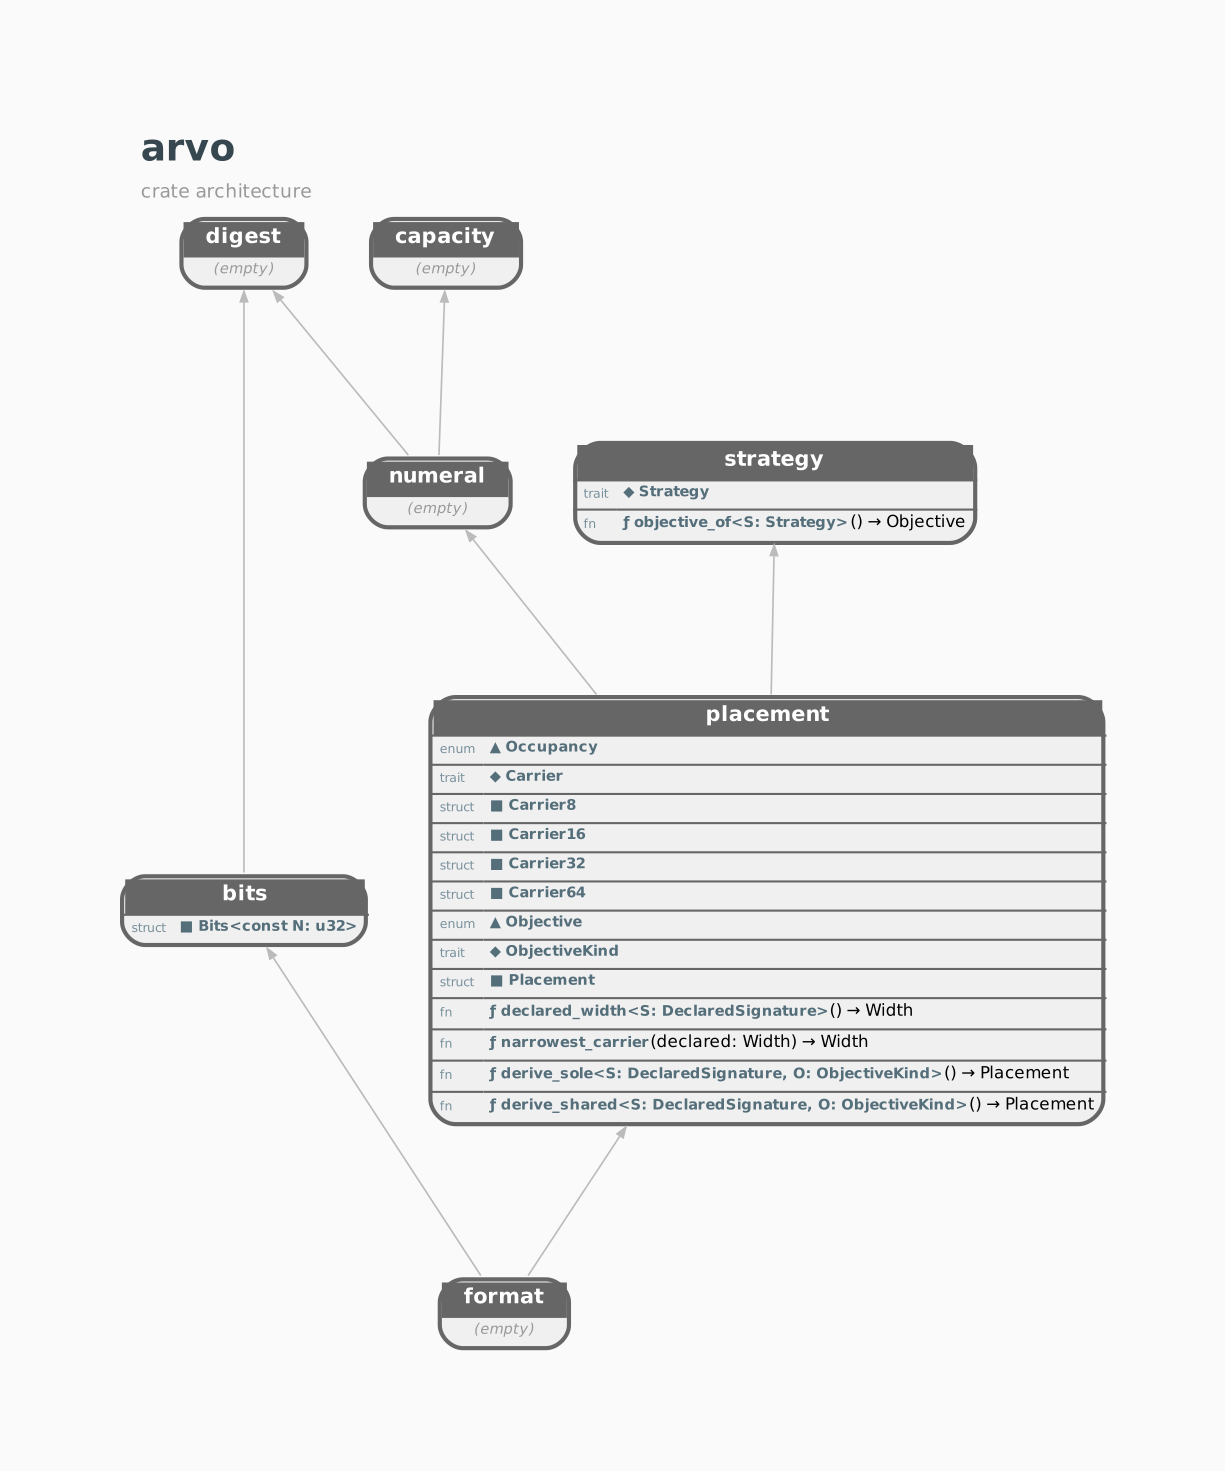 arvo
crate architecture
digest
(empty)
capacity
(empty)
numeral
(empty)
strategy
trait ◆ Strategy
fn ƒ objective_of<S: Strategy>() → Objective
placement
enum ▲ Occupancy
trait ◆ Carrier
struct ■ Carrier8
struct ■ Carrier16
struct ■ Carrier32
struct ■ Carrier64
enum ▲ Objective
trait ◆ ObjectiveKind
struct ■ Placement
fn ƒ declared_width<S: DeclaredSignature>() → Width
fn ƒ narrowest_carrier(declared: Width) → Width
fn ƒ derive_sole<S: DeclaredSignature, O: ObjectiveKind>() → Placement
fn ƒ derive_shared<S: DeclaredSignature, O: ObjectiveKind>() → Placement
bits
struct ■ Bits<const N: u32>
format
(empty)